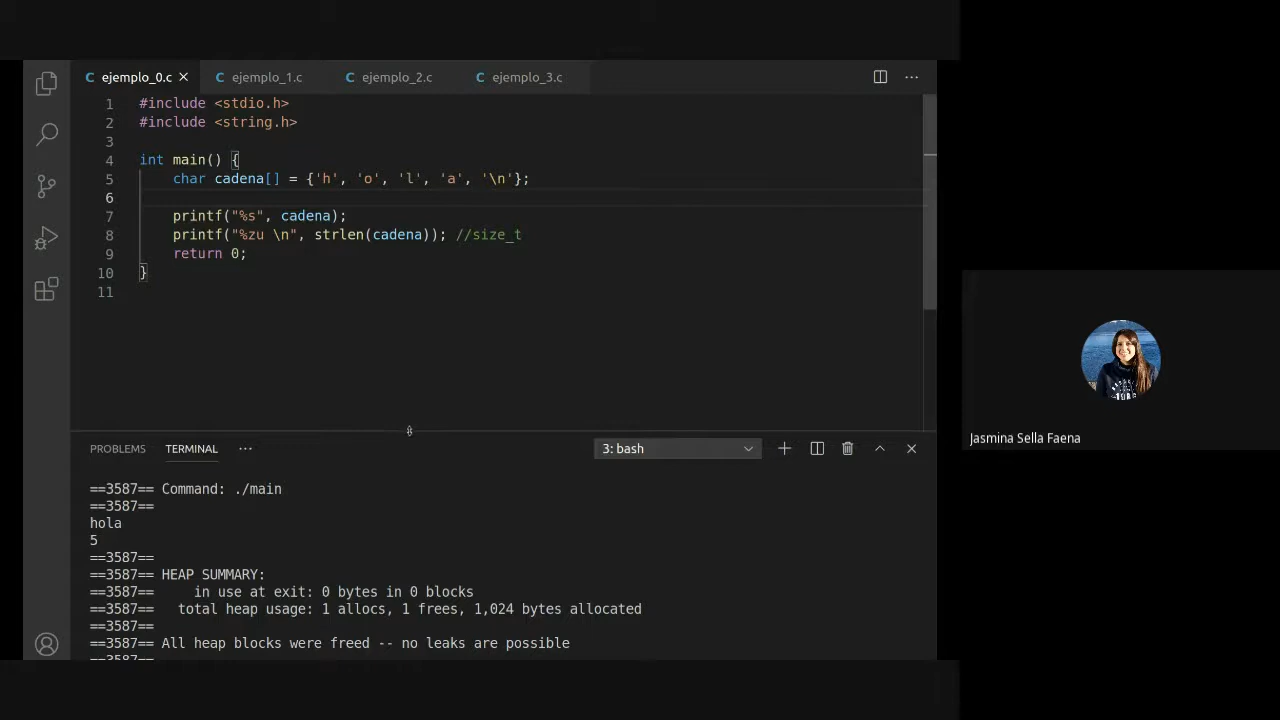 ejemplo_0.c ejemplo_1.c ejemplo_2.c ejemplo_3.c
1 #include <stdio.h>
2 #include <string.h>
3
4 int main() {
5 char cadena[] = {'h', 'o', 'l', 'a', '\n'};
6
7 printf("%s", cadena);
8 printf("%zu \n", strlen(cadena)); //size_t
9 return 0;
10 }
11
PROBLEMS TERMINAL 3: bash
==3587== Command: ./main
==3587==
hola
5
==3587==
==3587== HEAP SUMMARY:
==3587==     in use at exit: 0 bytes in 0 blocks
==3587==   total heap usage: 1 allocs, 1 frees, 1,024 bytes allocated
==3587==
==3587== All heap blocks were freed -- no leaks are possible
==3587==
Jasmina Sella Faena